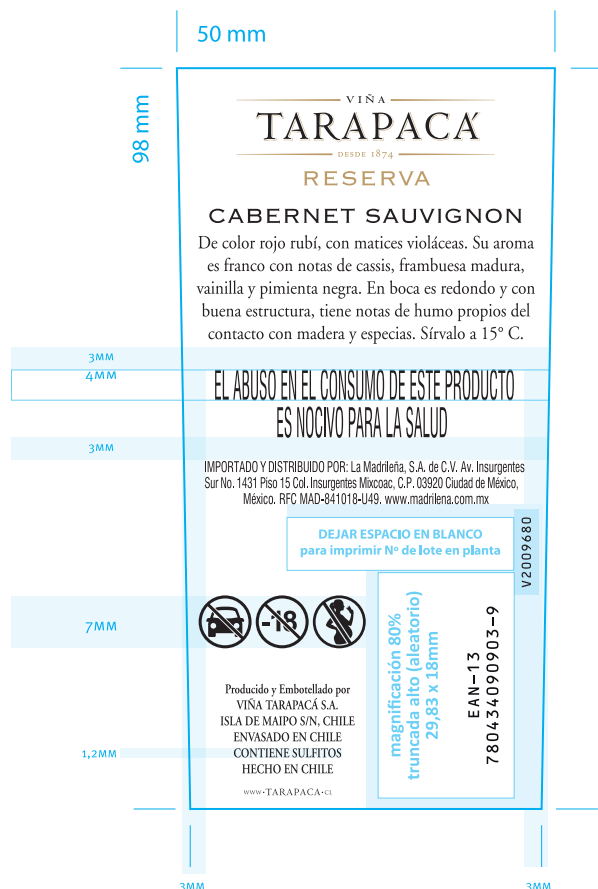 50 mm
98 mm
VIÑA
TARAPACÁ
DESDE 1874
RESERVA
CABERNET SAUVIGNON
De color rojo rubí, con matices violáceas. Su aroma
es franco con notas de cassis, frambuesa madura,
vainilla y pimienta negra. En boca es redondo y con
buena estructura, tiene notas de humo propios del
contacto con madera y especias. Sírvalo a 15° C.
3MM
4MM
EL ABUSO EN EL CONSUMO DE ESTE PRODUCTO
ES NOCIVO PARA LA SALUD
3MM
IMPORTADO Y DISTRIBUIDO POR: La Madrileña, S.A. de C.V. Av. Insurgentes
Sur No. 1431 Piso 15 Col. Insurgentes Mixcoac, C.P. 03920 Ciudad de México,
México. RFC MAD-841018-U49. www.madrilena.com.mx
DEJAR ESPACIO EN BLANCO
para imprimir Nº de lote en planta
V2009680
7MM
-18
magnificación 80%
truncada alto (aleatorio)
29,83 x 18mm
EAN-13
780434090903-9
Producido y Embotellado por
VIÑA TARAPACÁ S.A.
ISLA DE MAIPO S/N, CHILE
ENVASADO EN CHILE
1,2MM
CONTIENE SULFITOS
HECHO EN CHILE
WWW·TARAPACA·CL
3MM
3MM